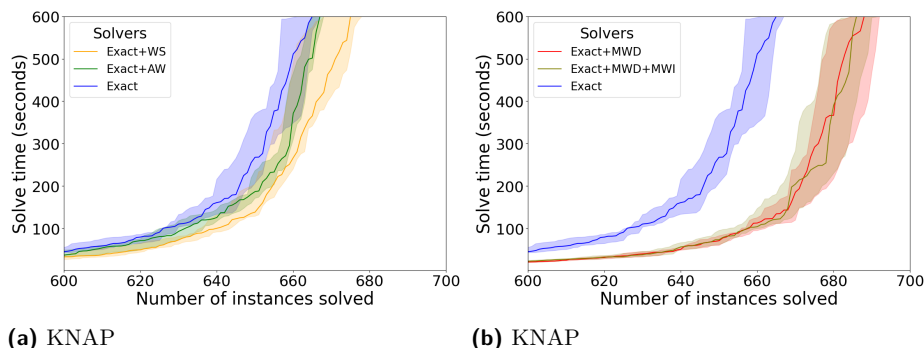 600
500
400
300
200
100
Solve time (seconds)
Solvers
Exact+WS
Exact+AW
Exact
600
620
640
660
680
700
Number of instances solved
(a) KNAP
600
500
400
300
200
100
Solve time (seconds)
Solvers
Exact+MWD
Exact+MWD+MWI
Exact
600
620
640
660
680
700
Number of instances solved
(b) KNAP